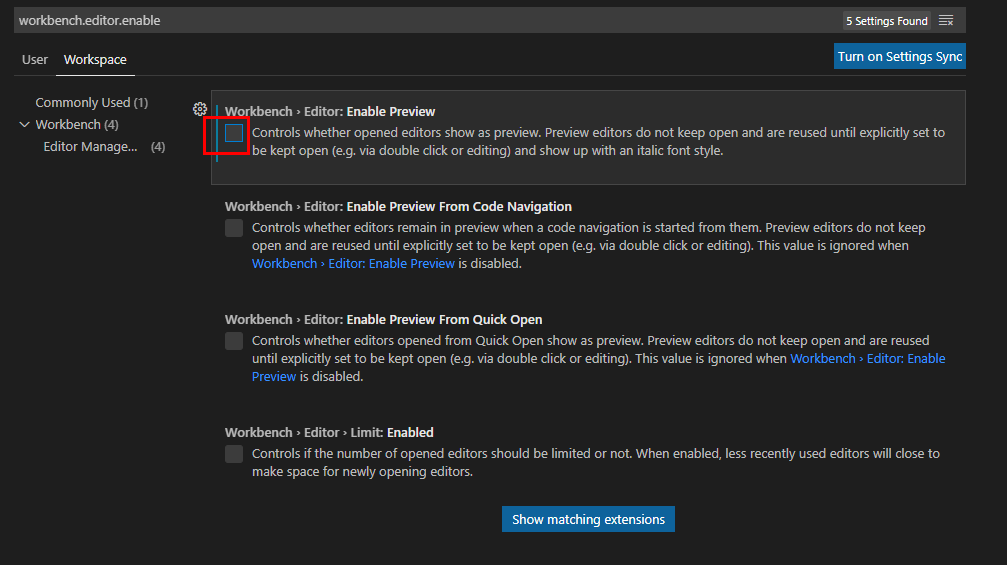 workbench.editor.enable
5 Settings Found
User
Workspace
Turn on Settings Sync
Commonly Used (1)
Workbench (4)
Editor Manage... (4)
Workbench › Editor: Enable Preview
Controls whether opened editors show as preview. Preview editors do not keep open and are reused until explicitly set to
be kept open (e.g. via double click or editing) and show up with an italic font style.
Workbench › Editor: Enable Preview From Code Navigation
Controls whether editors remain in preview when a code navigation is started from them. Preview editors do not keep
open and are reused until explicitly set to be kept open (e.g. via double click or editing). This value is ignored when
Workbench › Editor: Enable Preview is disabled.
Workbench › Editor: Enable Preview From Quick Open
Controls whether editors opened from Quick Open show as preview. Preview editors do not keep open and are reused
until explicitly set to be kept open (e.g. via double click or editing). This value is ignored when Workbench › Editor: Enable
Preview is disabled.
Workbench › Editor › Limit: Enabled
Controls if the number of opened editors should be limited or not. When enabled, less recently used editors will close to
make space for newly opening editors.
Show matching extensions